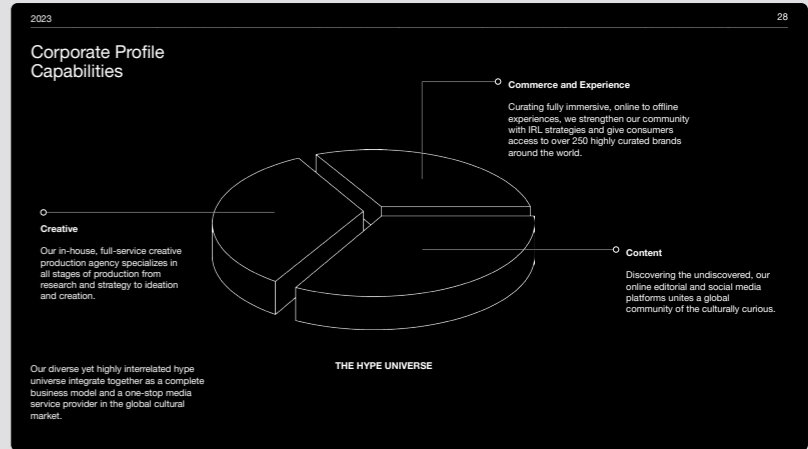 2023
28
Corporate Profile
Capabilities
Commerce and Experience
Curating fully immersive, online to offline
experiences, we strengthen our community
with IRL strategies and give consumers
access to over 250 highly curated brands
around the world.
Creative
Our in-house, full-service creative
production agency specializes in
all stages of production from
research and strategy to ideation
and creation.
Content
Discovering the undiscovered, our
online editorial and social media
platforms unites a global
community of the culturally curious.
THE HYPE UNIVERSE
Our diverse yet highly interrelated hype
universe integrate together as a complete
business model and a one-stop media
service provider in the global cultural
market.